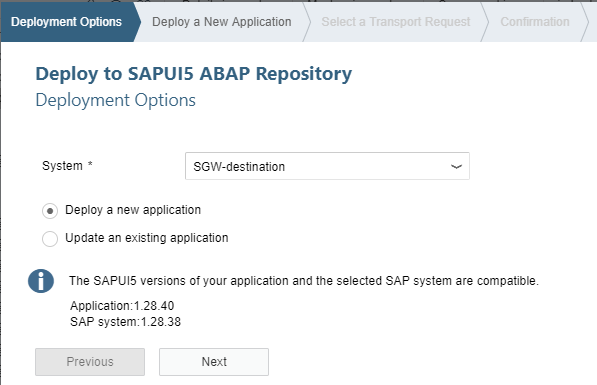 Deployment Options
Deploy a New Application
Select a Transport Request
Confirmation
Deploy to SAPUI5 ABAP Repository
Deployment Options
System *
SGW-destination
Deploy a new application
Update an existing application
The SAPUI5 versions of your application and the selected SAP system are compatible.
Application:1.28.40
SAP system:1.28.38
Previous
Next